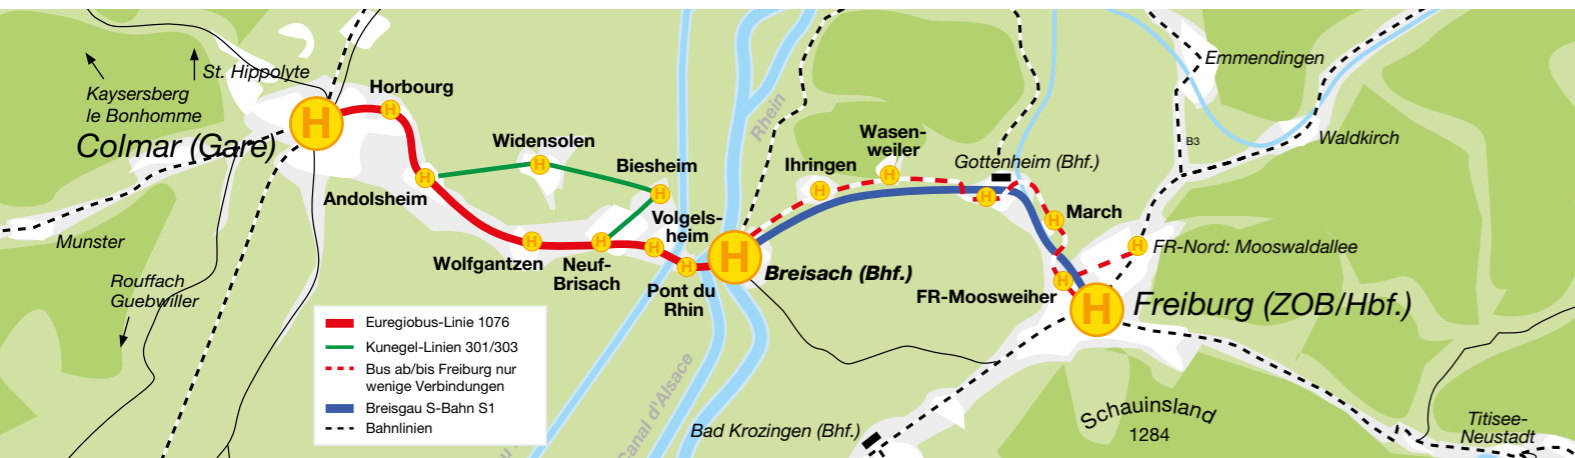 St. Hippolyte
Kaysersberg
le Bonhomme
Colmar (Gare)
H
Horbourg
H
Widensolen
H
Biesheim
H
Andolsheim
H
Volgels-
heim
H
Wolfgantzen
H
Neuf-
Brisach
H
Pont du
Rhin
H
Munster
Rouffach
Guebwiller
Rhein
H
Breisach (Bhf.)
Ihringen
H
Wasen-
weiler
H
Gottenheim (Bhf.)
H
March
H
FR-Nord: Mooswaldallee
H
FR-Moosweiher
H
H
Freiburg (ZOB/Hbf.)
Emmendingen
B3
Waldkirch
Canal d'Alsace
Bad Krozingen (Bhf.)
Schauinsland
1284
Titisee-
Neustadt
Euregiobus-Linie 1076
Kunegel-Linien 301/303
Bus ab/bis Freiburg nur
wenige Verbindungen
Breisgau S-Bahn S1
Bahnlinien